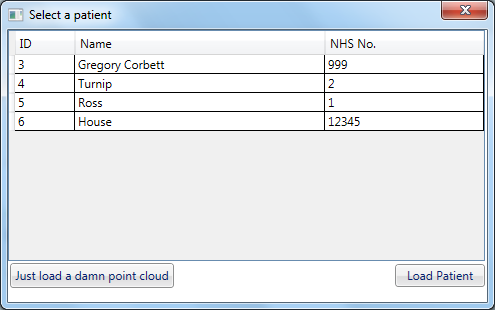 Select a patient
ID Name NHS No.
3 Gregory Corbett 999
4 Turnip 2
5 Ross 1
6 House 12345
Just load a damn point cloud Load Patient